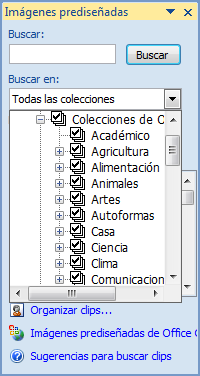 Imágenes prediseñadas
Buscar:
Buscar
Buscar en:
Todas las colecciones
Colecciones de O
Académico
Agricultura
Alimentación
Animales
Artes
Autoformas
Casa
Ciencia
Clima
Comunicacion
Organizar clips...
Imágenes prediseñadas de Office O
Sugerencias para buscar clips